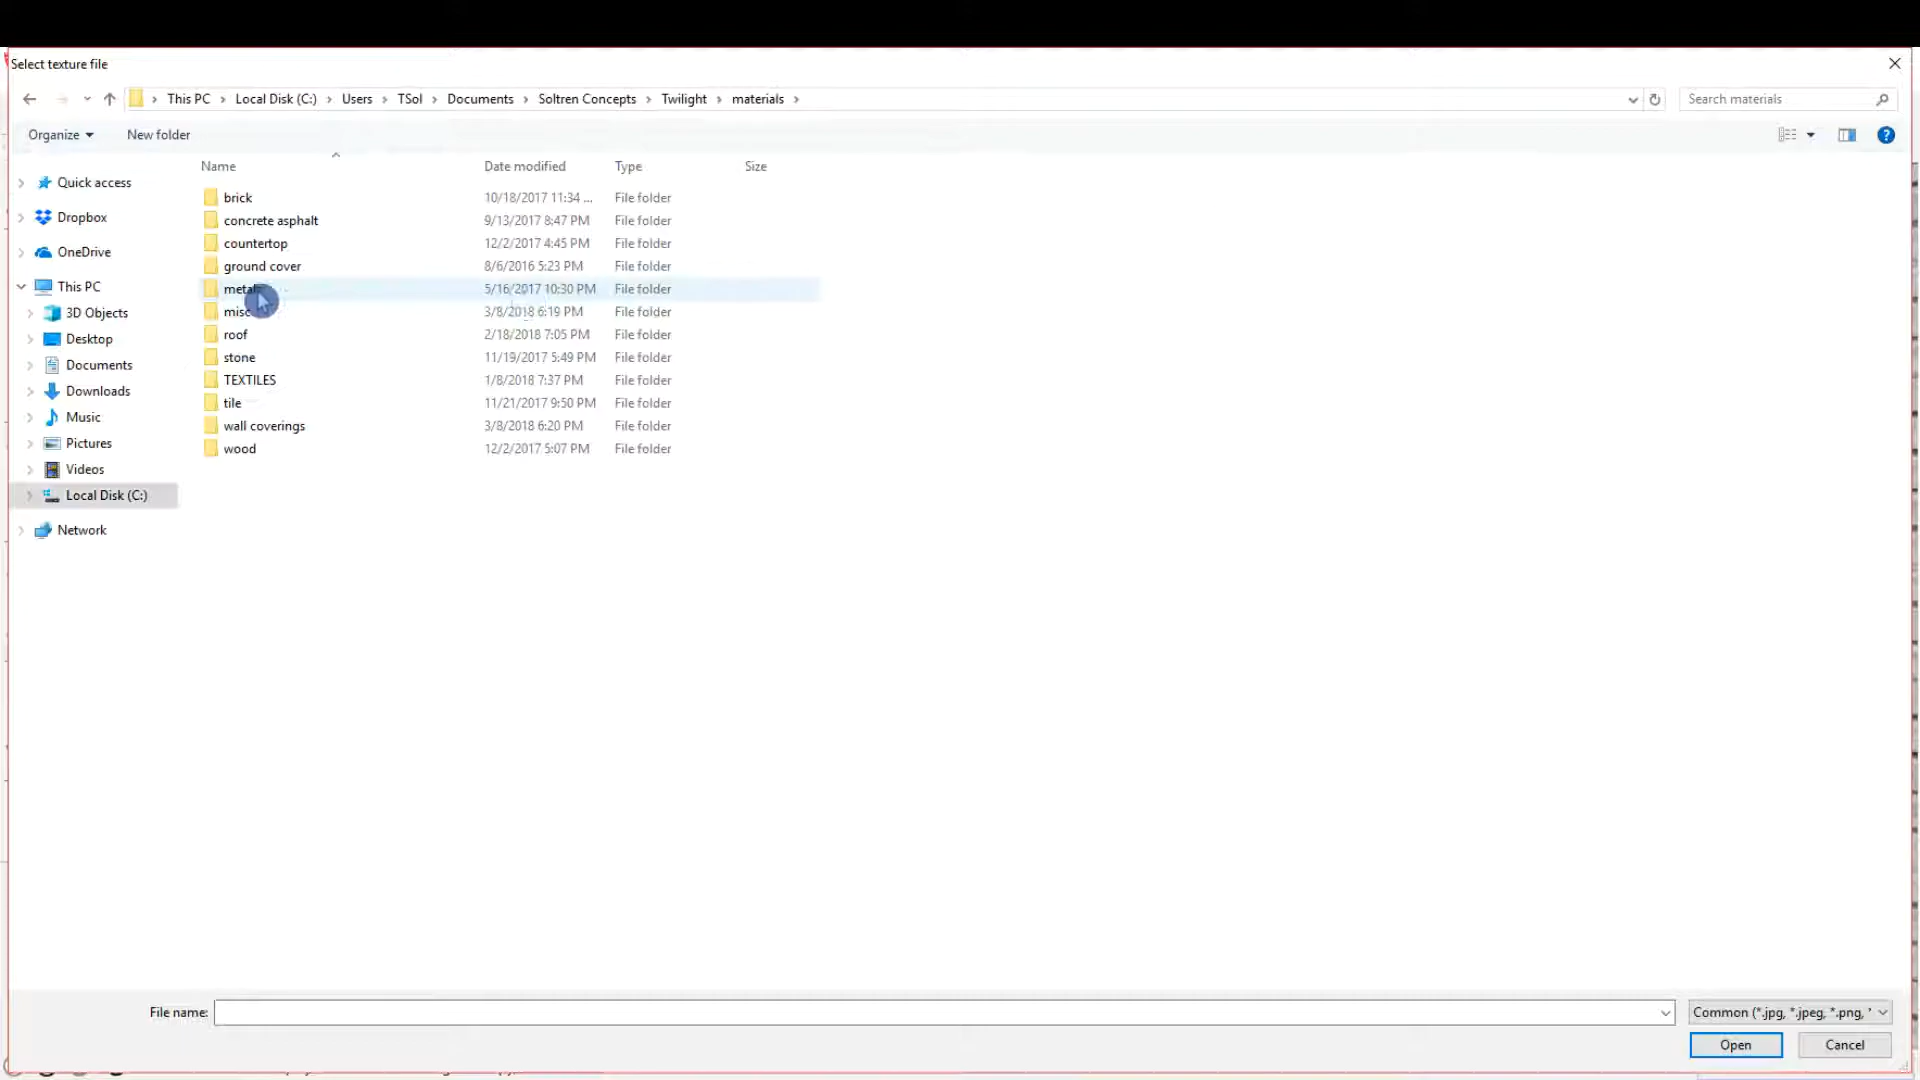 Select texture file
This PC > Local Disk (C:) > Users > TSol > Documents > Soltren Concepts > Twilight > materials >
Search materials
Organize
New folder
Name Date modified Type Size
Quick access
Dropbox
OneDrive
This PC
3D Objects
Desktop
Documents
Downloads
Music
Pictures
Videos
Local Disk (C:)
Network
brick 10/18/2017 11:34 ... File folder
concrete asphalt 9/13/2017 8:47 PM File folder
countertop 12/2/2017 4:45 PM File folder
ground cover 8/6/2016 5:23 PM File folder
5/16/2017 10:30 PM File folder
misc 3/8/2018 6:19 PM File folder
roof 2/18/2018 7:05 PM File folder
stone 11/19/2017 5:49 PM File folder
TEXTILES 1/8/2018 7:37 PM File folder
tile 11/21/2017 9:50 PM File folder
wall coverings 3/8/2018 6:20 PM File folder
wood 12/2/2017 5:07 PM File folder
File name:
Common (*.jpg, *.jpeg, *.png, *
Open
Cancel